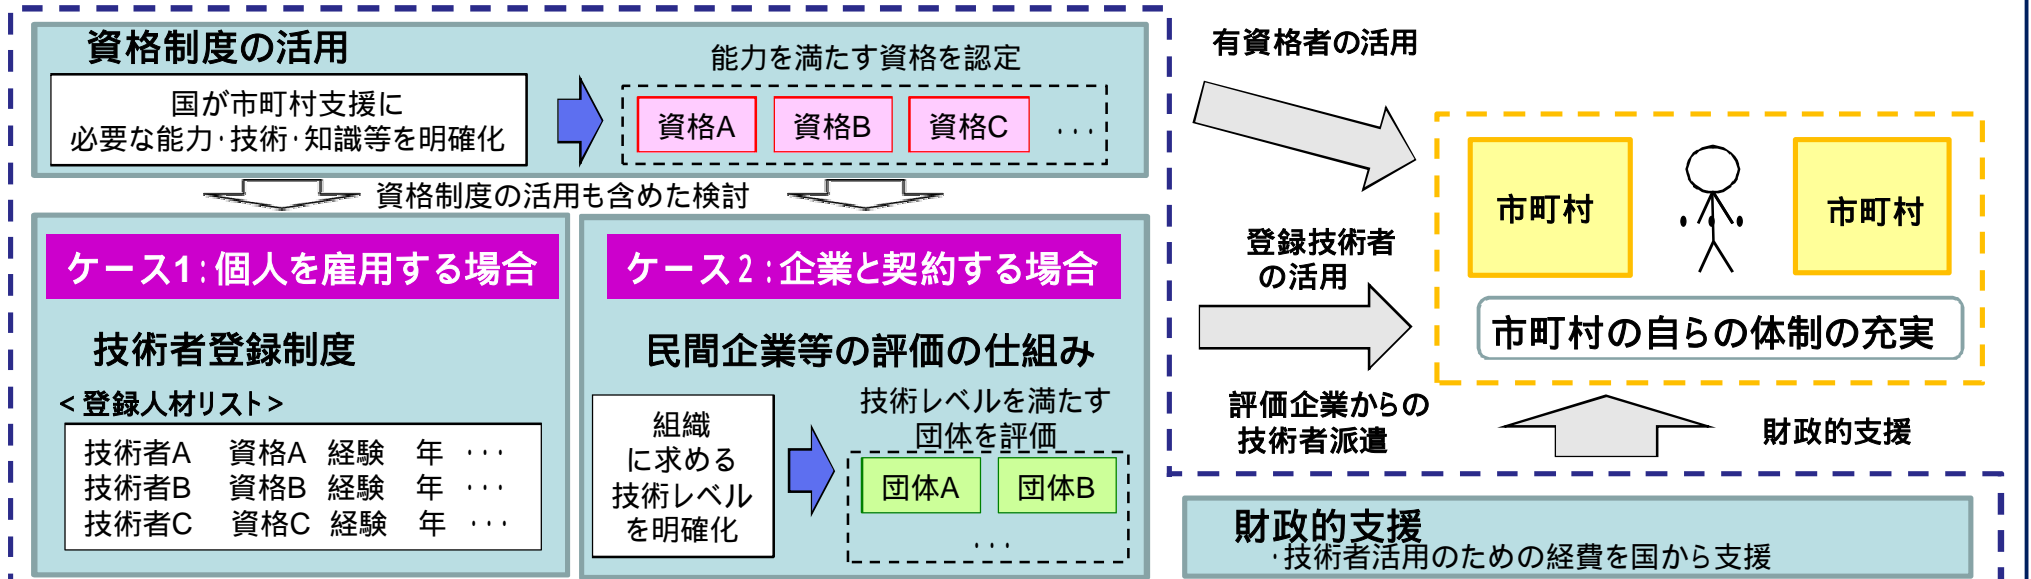 資格制度の活用
国が市町村支援に
必要な能力・技術・知識等を明確化
能力を満たす資格を認定
資格A 資格B 資格C ・・・
資格制度の活用も含めた検討
ケース1：個人を雇用する場合
技術者登録制度
<登録人材リスト>
技術者A 資格A 経験 年 ・・・
技術者B 資格B 経験 年 ・・・
技術者C 資格C 経験 年 ・・・
ケース2：企業と契約する場合
民間企業等の評価の仕組み
組織
に求める
技術レベル
を明確化
技術レベルを満たす
団体を評価
団体A 団体B
・・・
有資格者の活用
登録技術者
の活用
評価企業からの
技術者派遣
市町村 市町村
市町村の自らの体制の充実
財政的支援
財政的支援
・技術者活用のための経費を国から支援